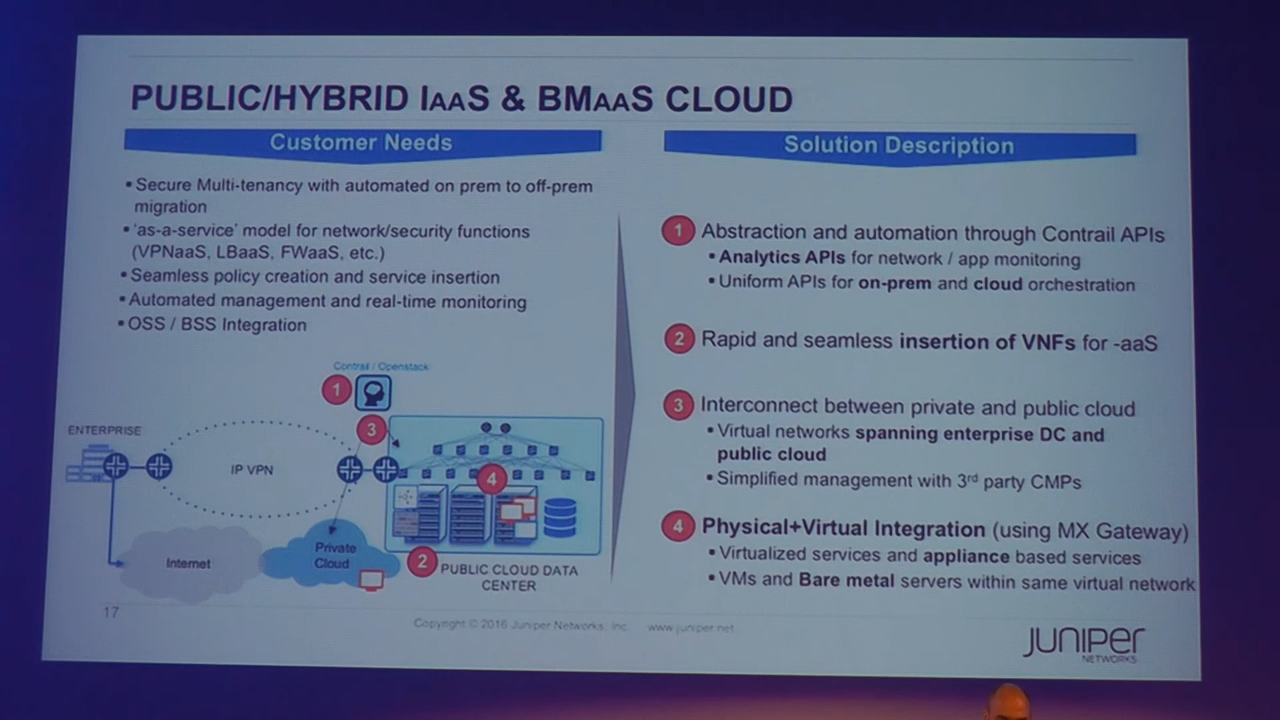 PUBLIC/HYBRID IAAS & BMAAS CLOUD
Customer Needs
▪ Secure Multi-tenancy with automated on prem to off-prem
migration
▪ 'as-a-service' model for network/security functions
(VPNaaS, LBaaS, FWaaS, etc.)
▪ Seamless policy creation and service insertion
▪ Automated management and real-time monitoring
▪ OSS / BSS Integration
Contrail / Openstack
1
3
ENTERPRISE
IP VPN
4
Internet
Private
Cloud
2
PUBLIC CLOUD DATA
CENTER
Solution Description
1 Abstraction and automation through Contrail APIs
▪ Analytics APIs for network / app monitoring
▪ Uniform APIs for on-prem and cloud orchestration
2 Rapid and seamless insertion of VNFs for -aaS
3 Interconnect between private and public cloud
▪ Virtual networks spanning enterprise DC and
public cloud
▪ Simplified management with 3rd party CMPs
4 Physical+Virtual Integration (using MX Gateway)
▪ Virtualized services and appliance based services
▪ VMs and Bare metal servers within same virtual network
17
Copyright © 2016 Juniper Networks, Inc. www.juniper.net
JUNIPER
NETWORKS